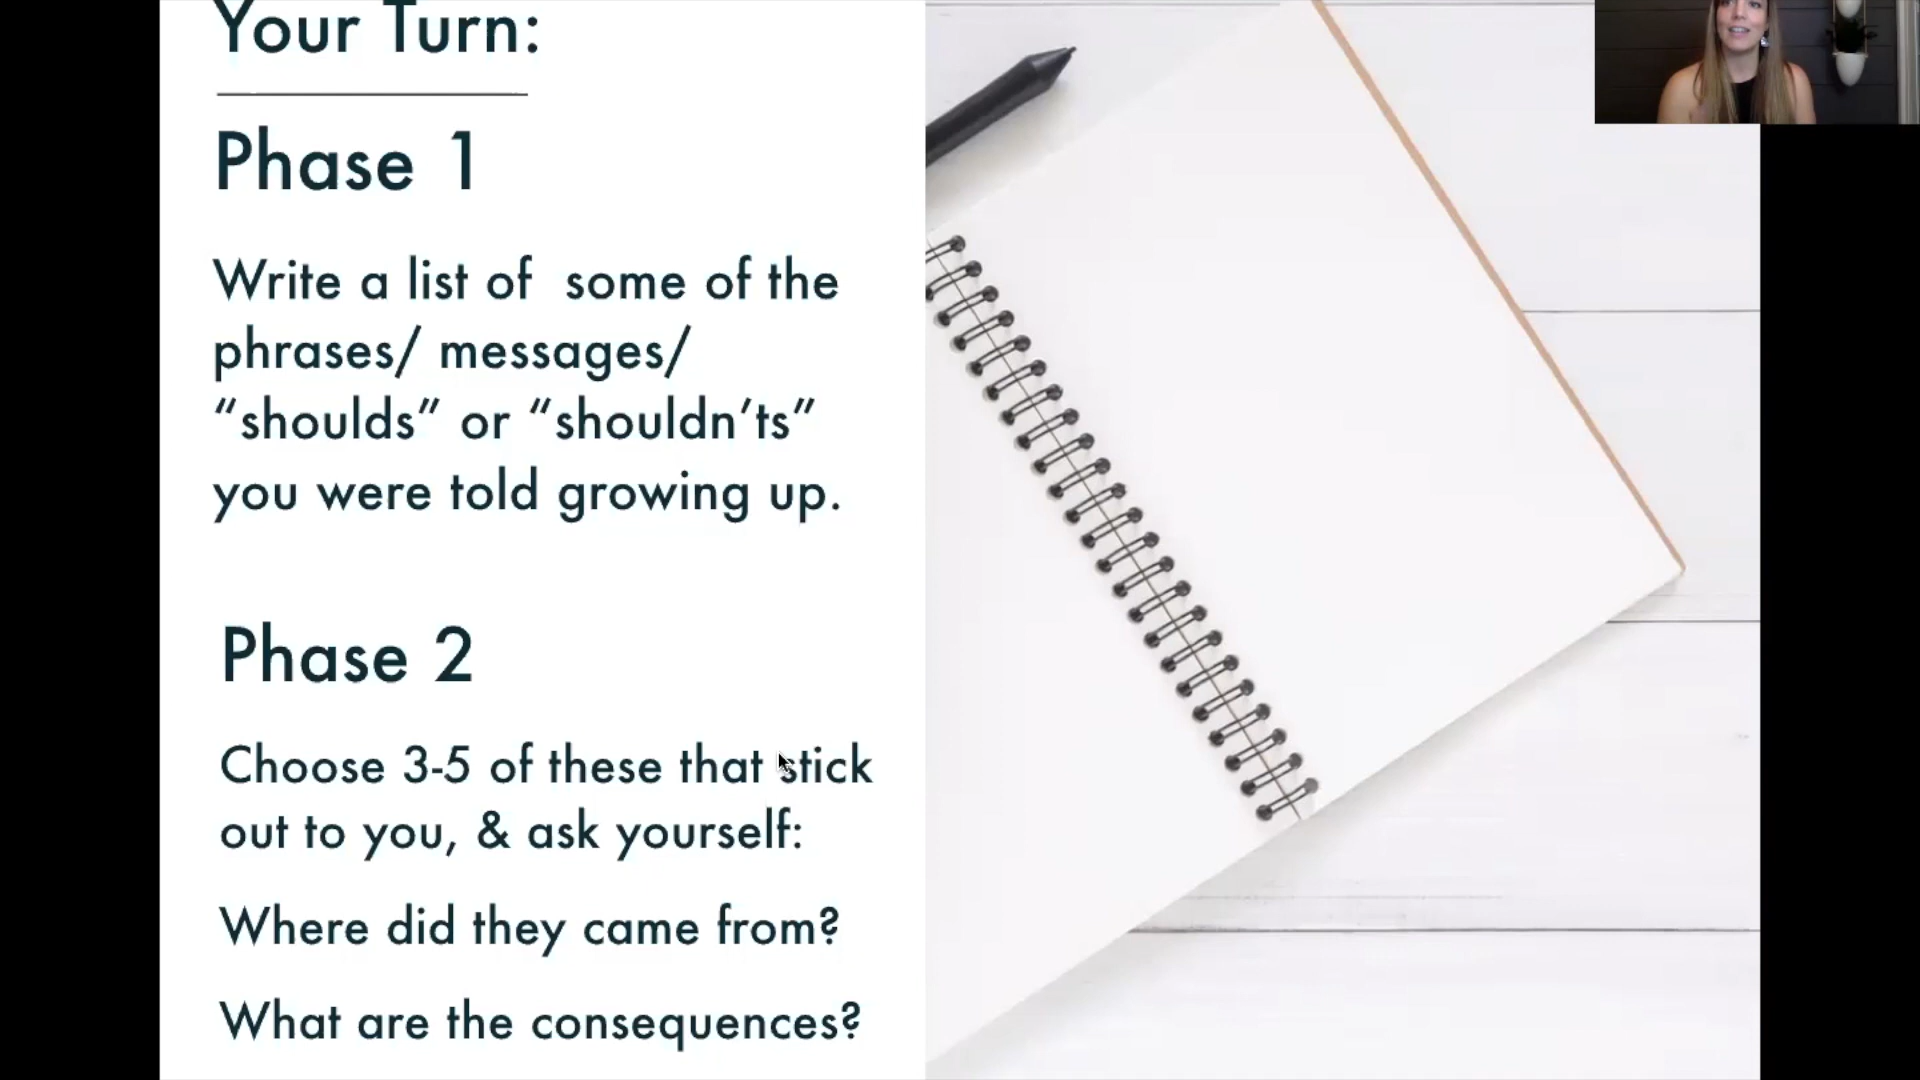 Your Turn:
Phase 1
Write a list of  some of the
phrases/ messages/
“shoulds” or “shouldn’ts”
you were told growing up.
Phase 2
Choose 3-5 of these that stick
out to you, & ask yourself:
Where did they came from?
What are the consequences?